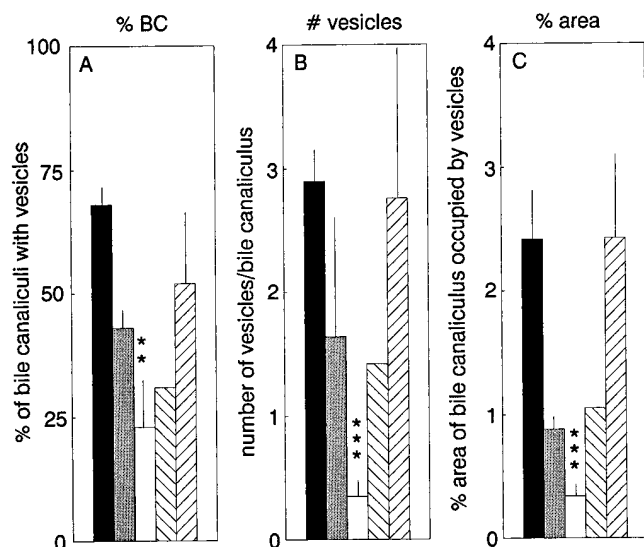 % BC
# vesicles
% area
A
% of bile canaliculi with vesicles
100
75
50
25
0
**
B
number of vesicles/bile canaliculus
4
3
2
1
0
***
C
% area of bile canaliculus occupied by vesicles
4
3
2
1
0
***